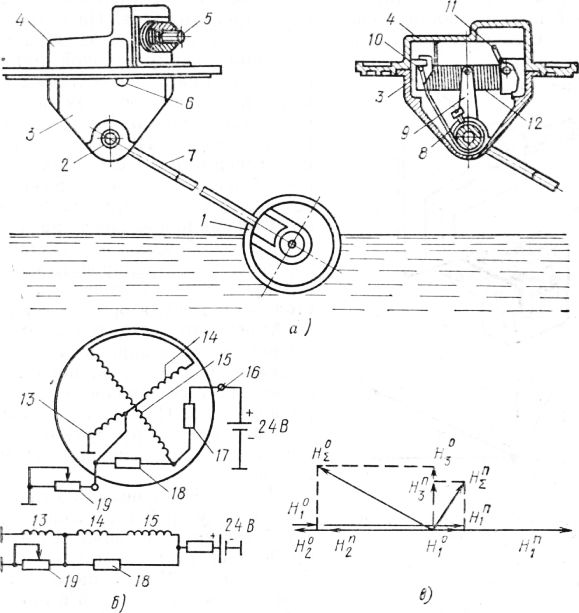 4
5
6
3
2
7
1
4
11
10
3
9
8
12
а)
14
15
16
13
17
+
-
24 В
18
19
13
14
15
+
-
24 В
19
18
б)
H_Σ^о
H_3^о
H_3^п
H_Σ^п
H_1^о
H_2^о
H_2^п
H_1^о
H_1^п
H_1^п
в)